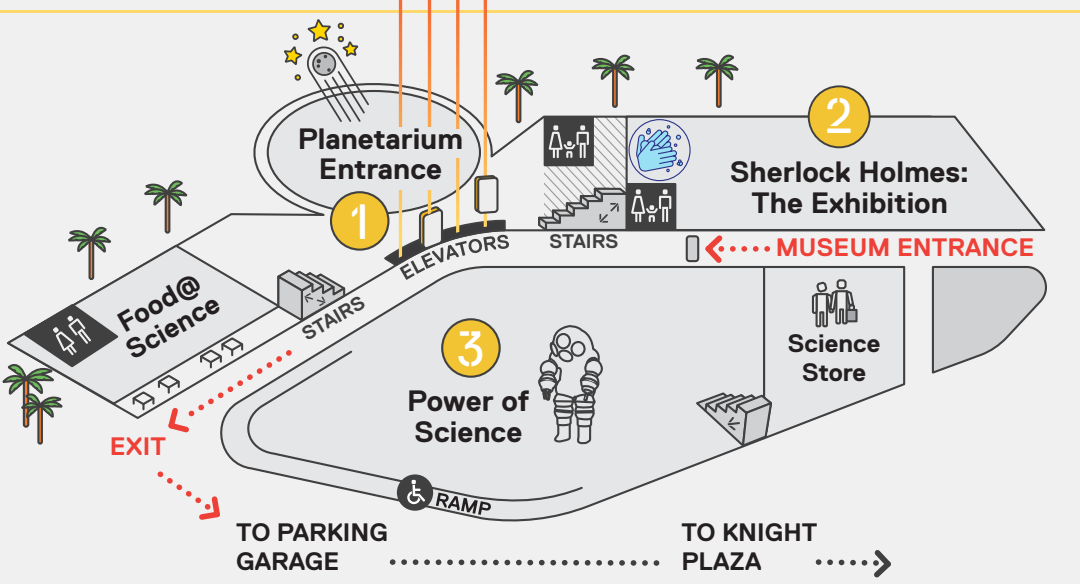 Planetarium
Entrance
1
2
Sherlock Holmes:
The Exhibition
ELEVATORS
STAIRS
MUSEUM ENTRANCE
Food@
Science
STAIRS
3
Power of
Science
Science
Store
EXIT
RAMP
TO PARKING
GARAGE
TO KNIGHT
PLAZA